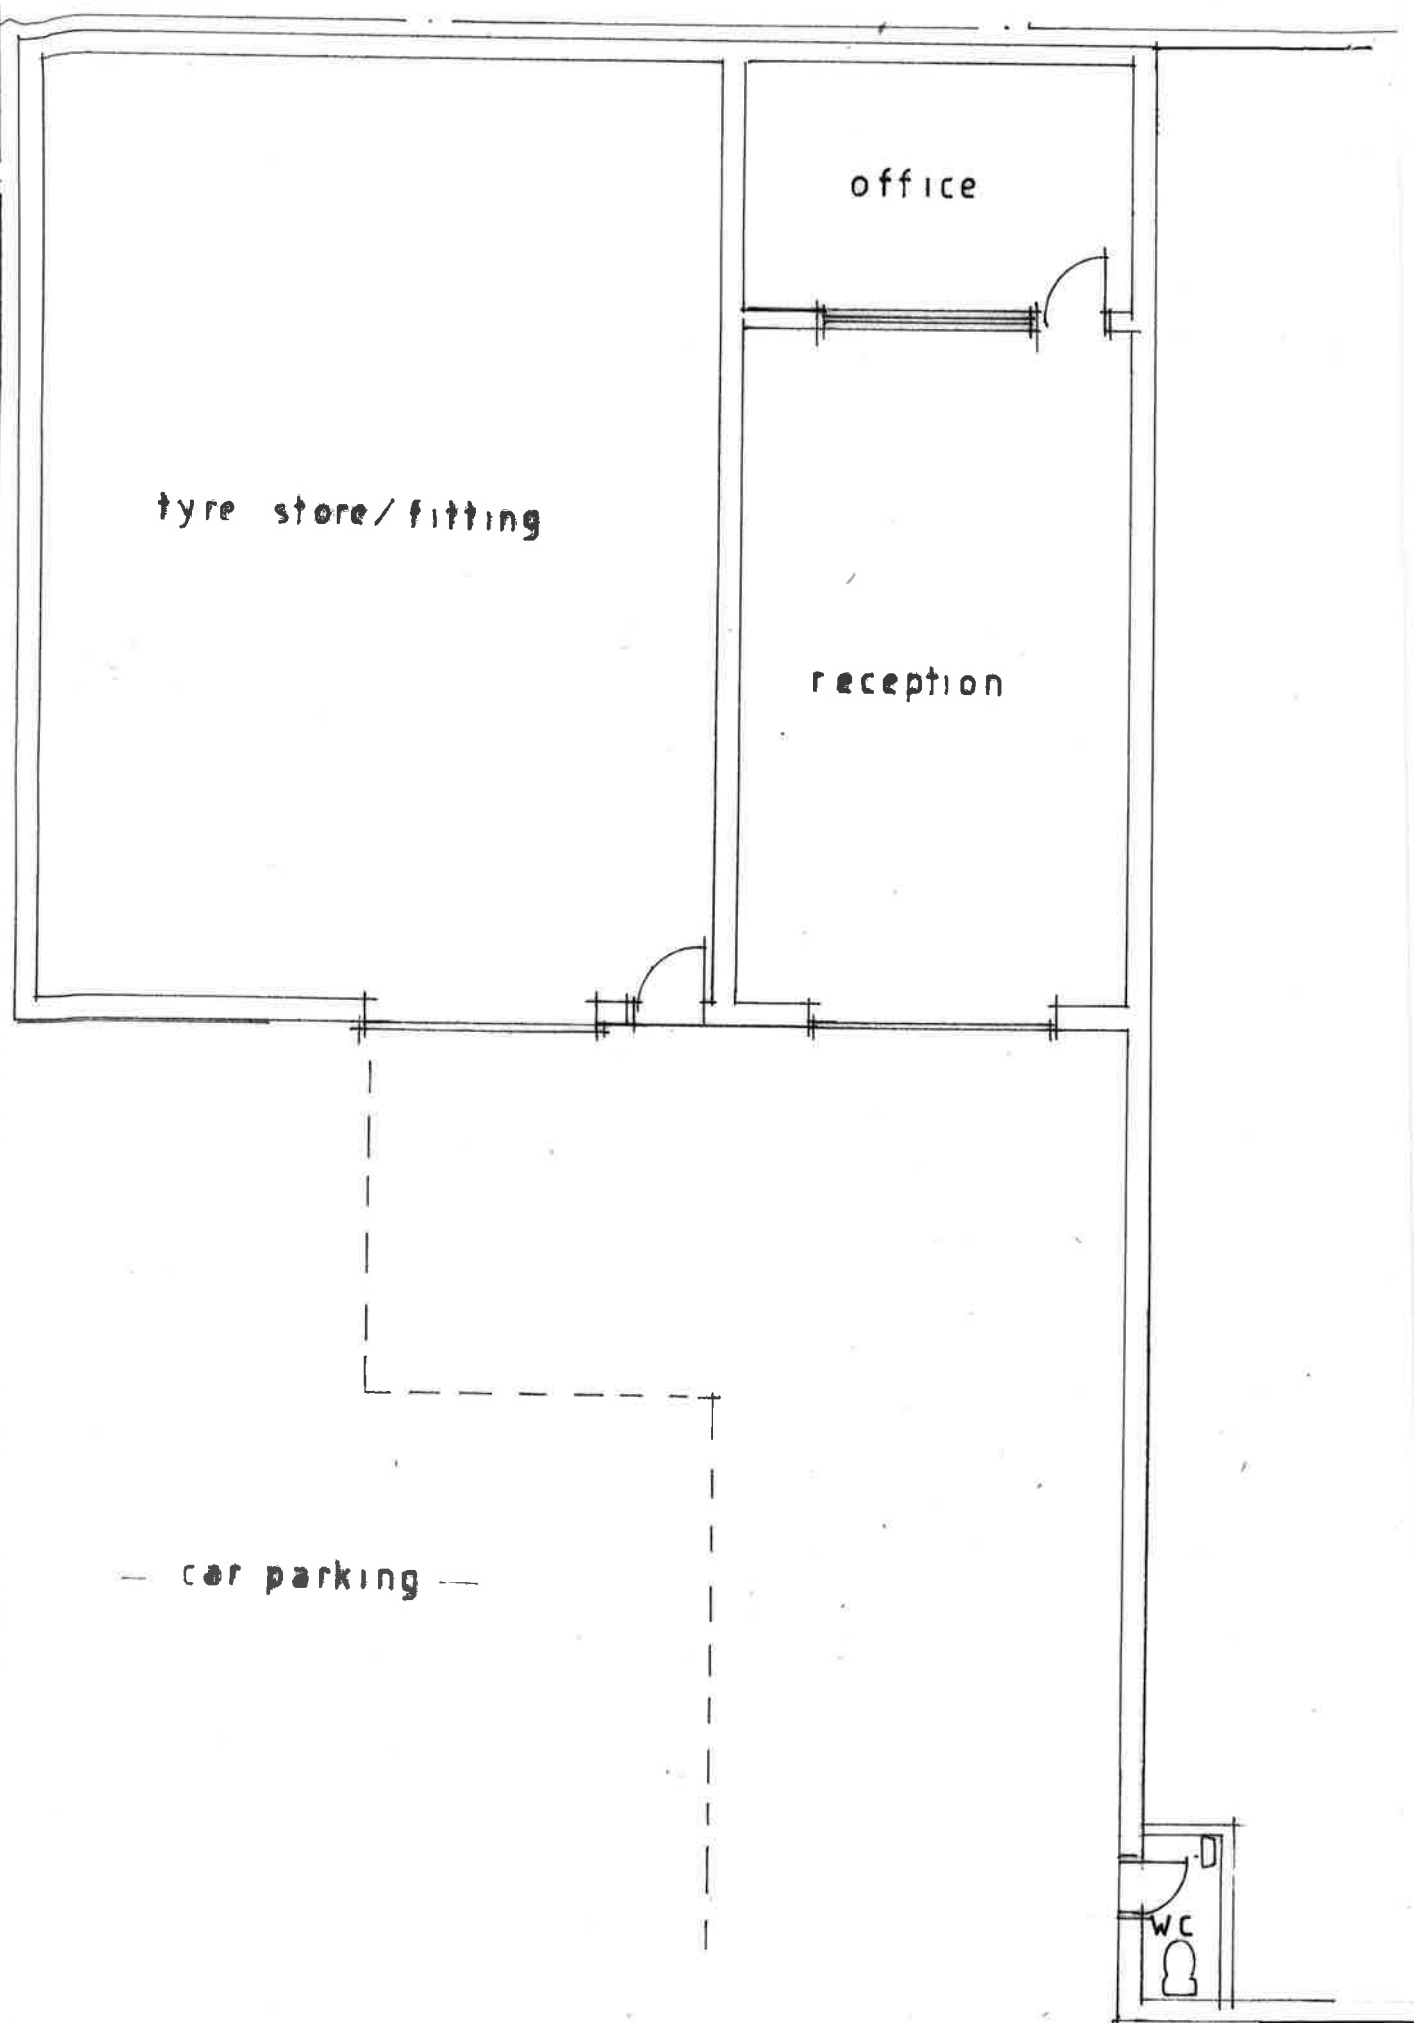 office
tyre store/fitting
reception
— car parking —
WC